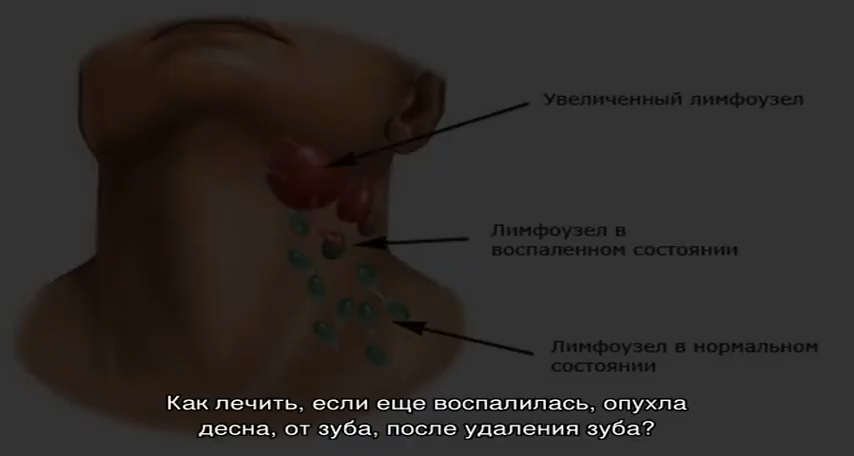 Увеличенный лимфоузел
Лимфоузел в
воспаленном состоянии
Лимфоузел в нормальном
состоянии
Как лечить, если еще воспалилась, опухла
десна, от зуба, после удаления зуба?